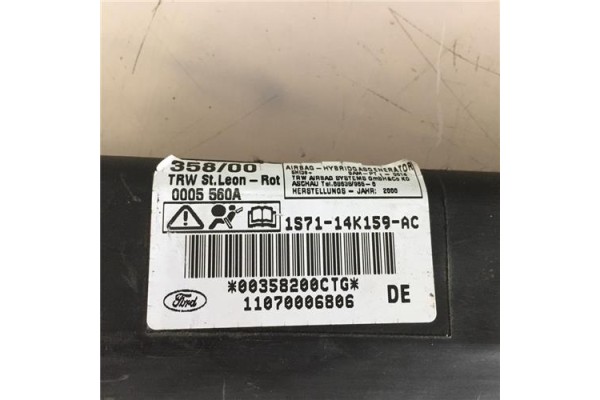 358/00
TRW St.Leon - Rot
0005 560A
AIRBAG-HYBRIDGASGENERATOR
TRW AIRBAG SYSTEMS GmbH&Co KG
ASCHAU Tel.
HERSTELLUNGS - JAHR: 2000
1S71-14K159-AC
*00358200CTG*
11070006806
DE
Ford